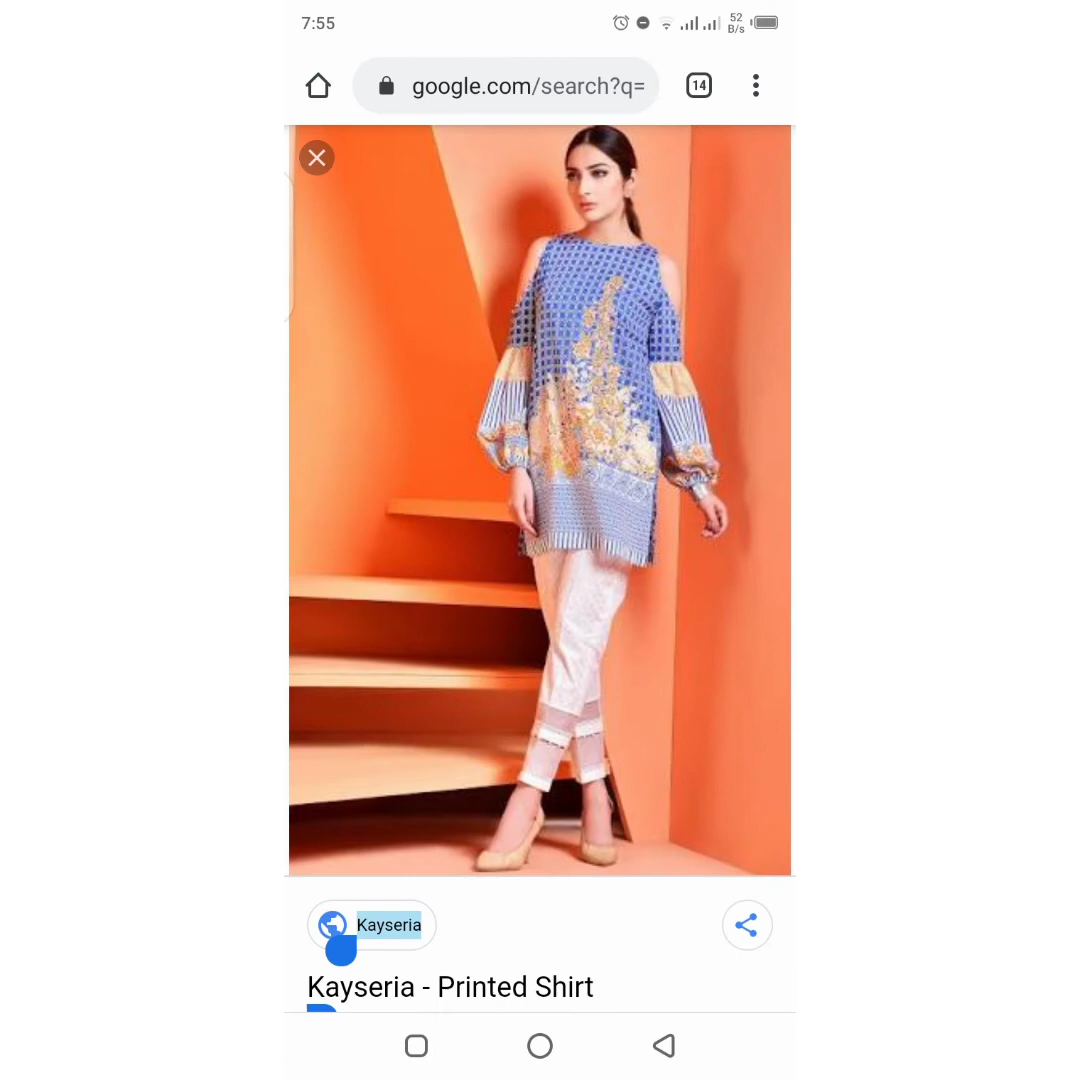 7:55
52
B/s
google.com/search?q=
14
Kayseria
Kayseria - Printed Shirt